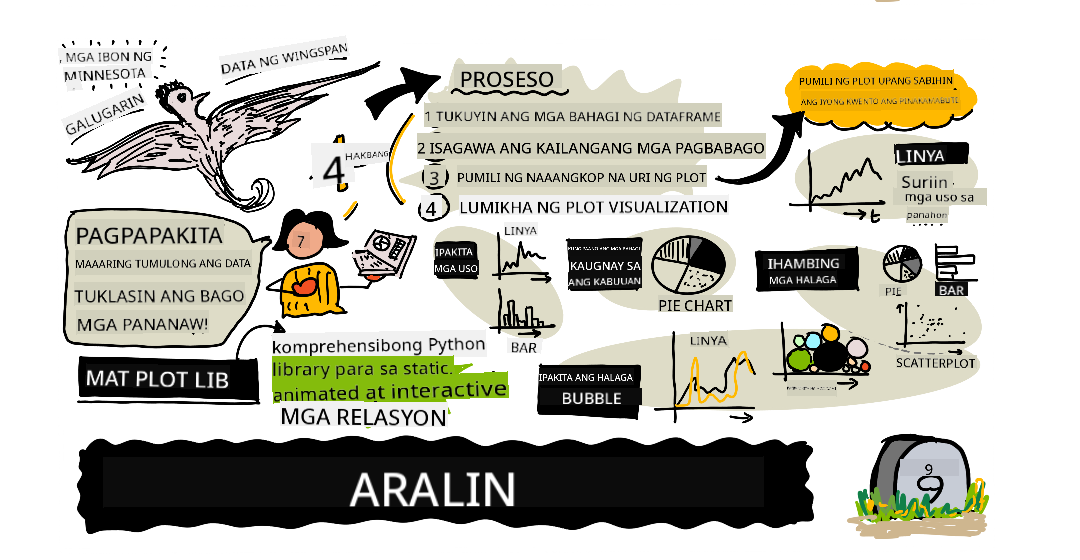 MGA IBON NG
MINNESOTA
DATA NG WINGSPAN
GALUGARIN
4 HAKBANG
PROSESO
1 TUKUYIN ANG MGA BAHAGI NG DATAFRAME
2 ISAGAWA ANG KAILANGANG MGA PAGBABAGO
3 PUMILI NG NAAANGKOP NA URI NG PLOT
4 LUMIKHA NG PLOT VISUALIZATION
PUMILI NG PLOT UPANG SABIHIN
ANG IYONG KWENTO ANG PINAKAMABUTI
LINYA
Suriin
mga uso sa
panahon
t
PAGPAPAKITA
MAAARING TUMULONG ANG DATA
TUKLASIN ANG BAGO
MGA PANANAW!
7
IPAKITA
MGA USO
LINYA
BAR
KAUGNAY SA
ANG KABUUAN
PIE CHART
IHAMBING
MGA HALAGA
PIE
BAR
SCATTERPLOT
MAT PLOT LIB
komprehensibong Python
library para sa static.
animated at interactive
MGA RELASYON
IPAKITA ANG HALAGA
BUBBLE
LINYA
ARALIN
9